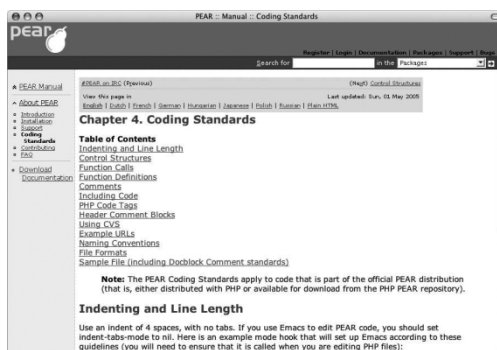 PEAR :: Manual :: Coding Standards
pear
Register | Login | Documentation | Packages | Support | Bugs
Search for in the Packages
PEAR Manual
About PEAR
Introduction
Installation
Support
Coding
Standards
Contributing
FAQ
Download
Documentation
#PEAR on IRC (Previous) (Next) Control Structures
View this page in Last updated: Sun, 01 May 2005
English | Dutch | French | German | Hungarian | Japanese | Polish | Russian | Plain HTML
Chapter 4. Coding Standards
Table of Contents
Indenting and Line Length
Control Structures
Function Calls
Function Definitions
Comments
Including Code
PHP Code Tags
Header Comment Blocks
Using CVS
Example URLs
Naming Conventions
File Formats
Sample File (including Docblock Comment standards)
Note: The PEAR Coding Standards apply to code that is part of the official PEAR distribution
(that is, either distributed with PHP or available for download from the PHP PEAR repository).
Indenting and Line Length
Use an indent of 4 spaces, with no tabs. If you use Emacs to edit PEAR code, you should set
indent-tabs-mode to nil. Here is an example mode hook that will set up Emacs according to these
guidelines (you will need to ensure that it is called when you are editing PHP files):